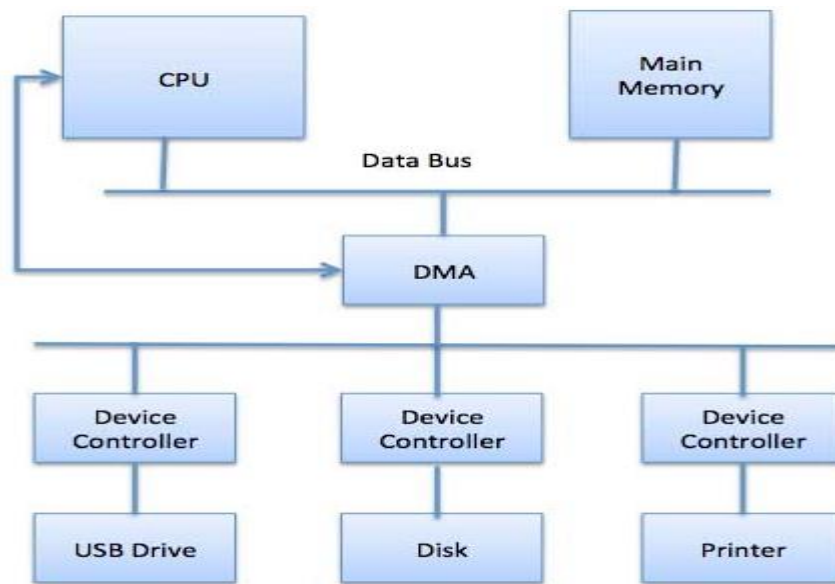 CPU
Main
Memory
Data Bus
DMA
Device
Controller
Device
Controller
Device
Controller
USB Drive
Disk
Printer